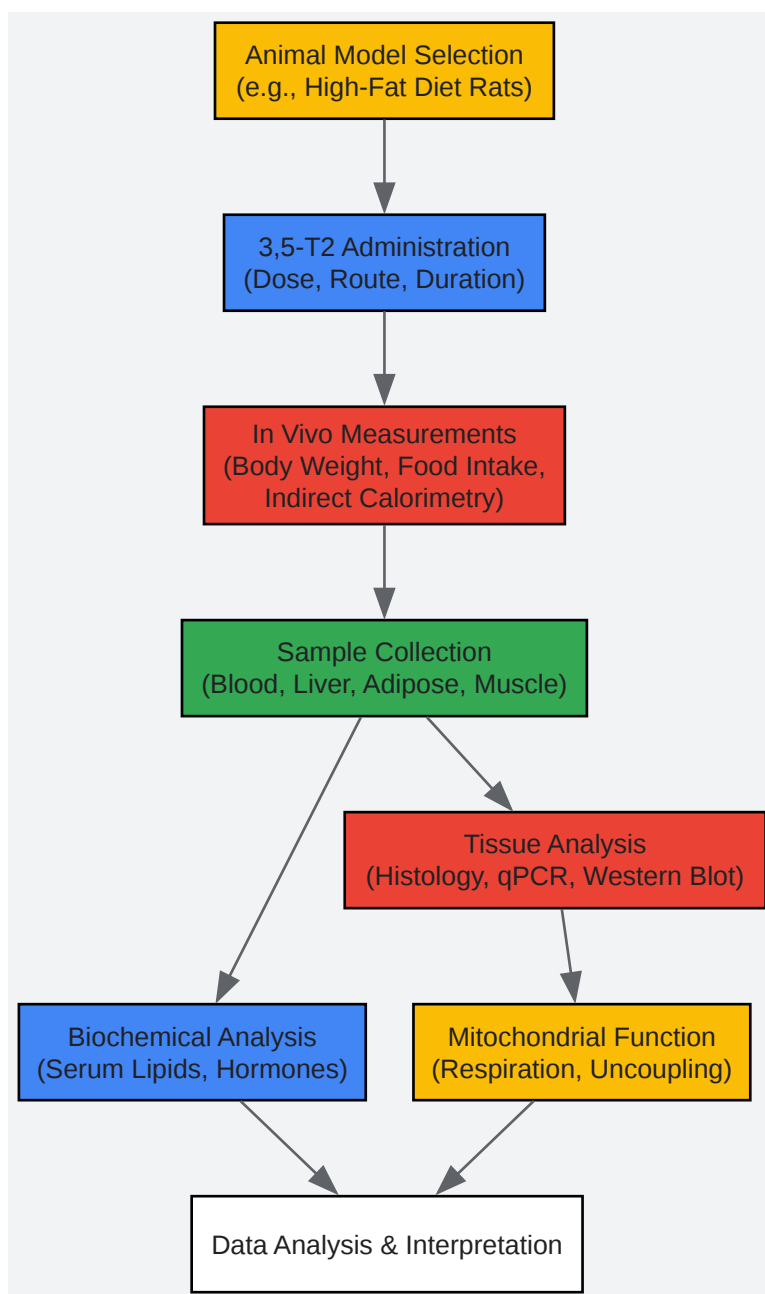 Animal Model Selection
(e.g., High-Fat Diet Rats)
3,5-T2 Administration
(Dose, Route, Duration)
In Vivo Measurements
(Body Weight, Food Intake,
Indirect Calorimetry)
Sample Collection
(Blood, Liver, Adipose, Muscle)
Tissue Analysis
(Histology, qPCR, Western Blot)
Biochemical Analysis
(Serum Lipids, Hormones)
Mitochondrial Function
(Respiration, Uncoupling)
Data Analysis & Interpretation